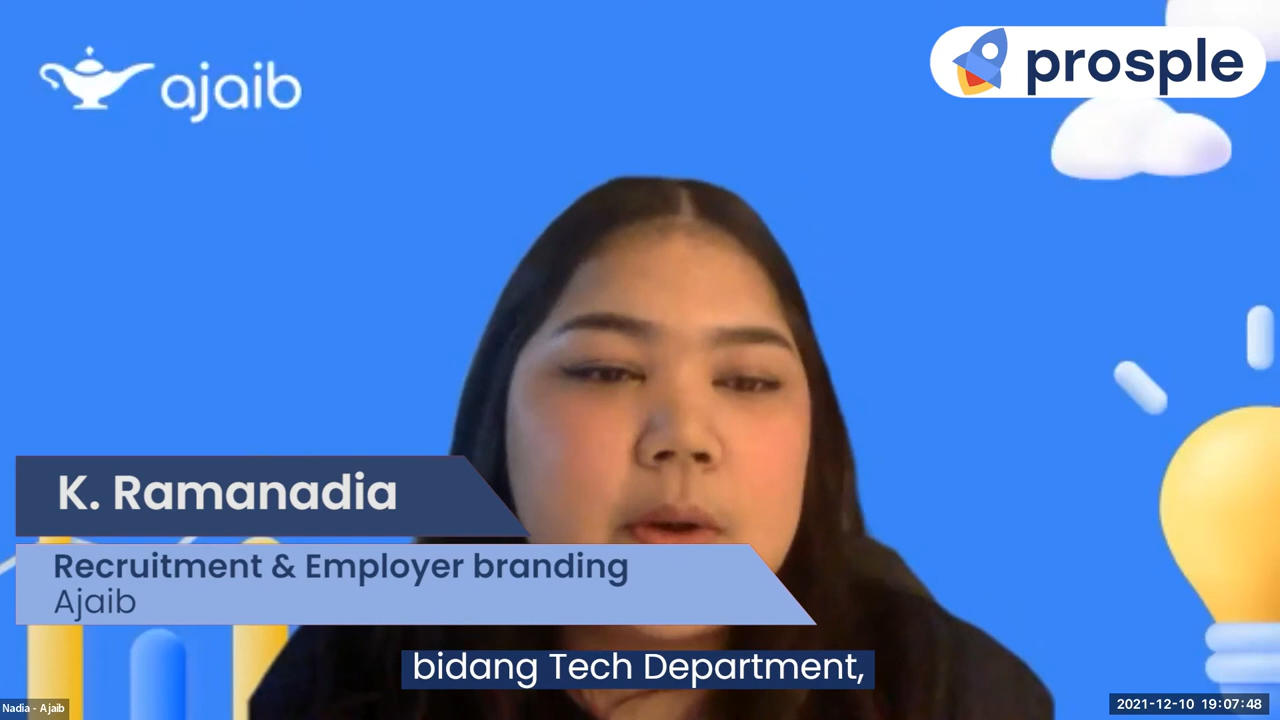 ajaib
prosple
K. Ramanadia
Recruitment & Employer branding
Ajaib
bidang Tech Department,
Nadia - Ajaib
2021-12-10 19:07:48